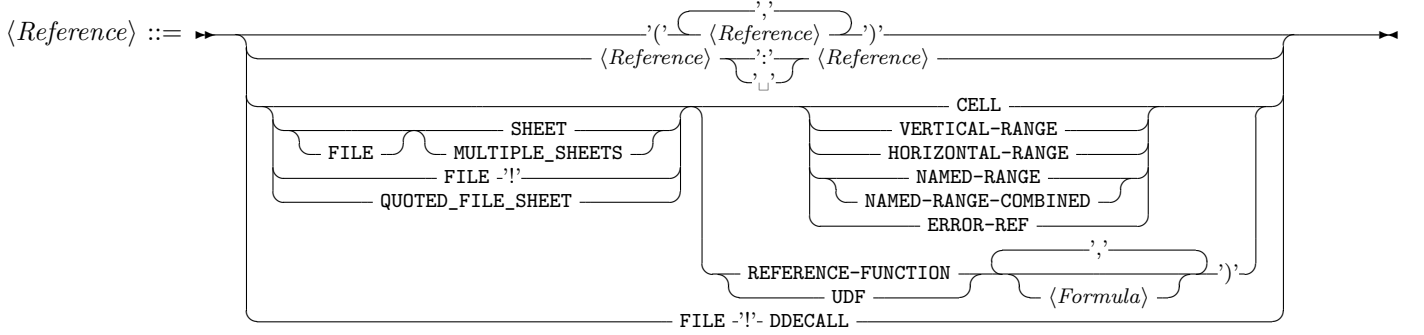 ','
⟨Reference⟩ ::= '(' ⟨Reference⟩ ')'
⟨Reference⟩ ':' ⟨Reference⟩
'␣'
CELL
SHEET VERTICAL-RANGE
FILE MULTIPLE_SHEETS HORIZONTAL-RANGE
FILE '!' NAMED-RANGE
QUOTED_FILE_SHEET NAMED-RANGE-COMBINED
ERROR-REF
','
REFERENCE-FUNCTION ')'
UDF ⟨Formula⟩
FILE '!' DDECALL